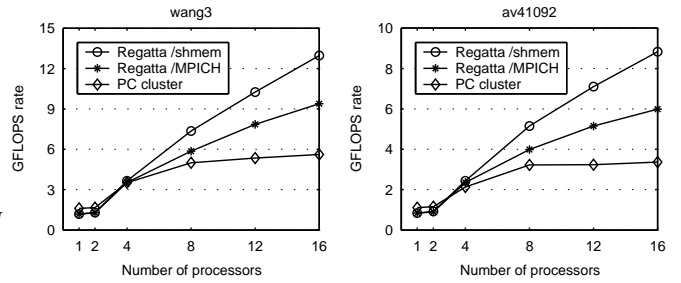 wang3
15
12
9
6
3
0
GFLOPS rate
Regatta /shmem
Regatta /MPICH
PC cluster
1 2 4 8 12 16
Number of processors
av41092
10
8
6
4
2
0
GFLOPS rate
Regatta /shmem
Regatta /MPICH
PC cluster
1 2 4 8 12 16
Number of processors